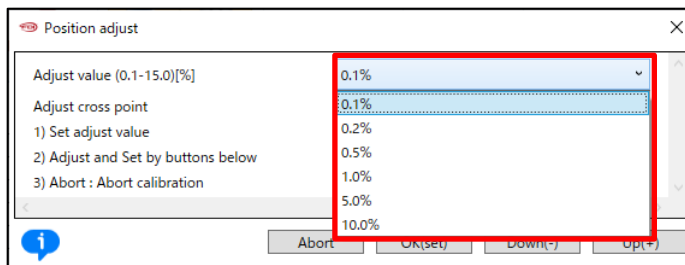 Position adjust
Adjust value (0.1-15.0)[%]
0.1%
0.1%
0.2%
0.5%
1.0%
5.0%
10.0%
Adjust cross point
1) Set adjust value
2) Adjust and Set by buttons below
3) Abort : Abort calibration
Abort
OK(set)
Down(-)
Up(+)